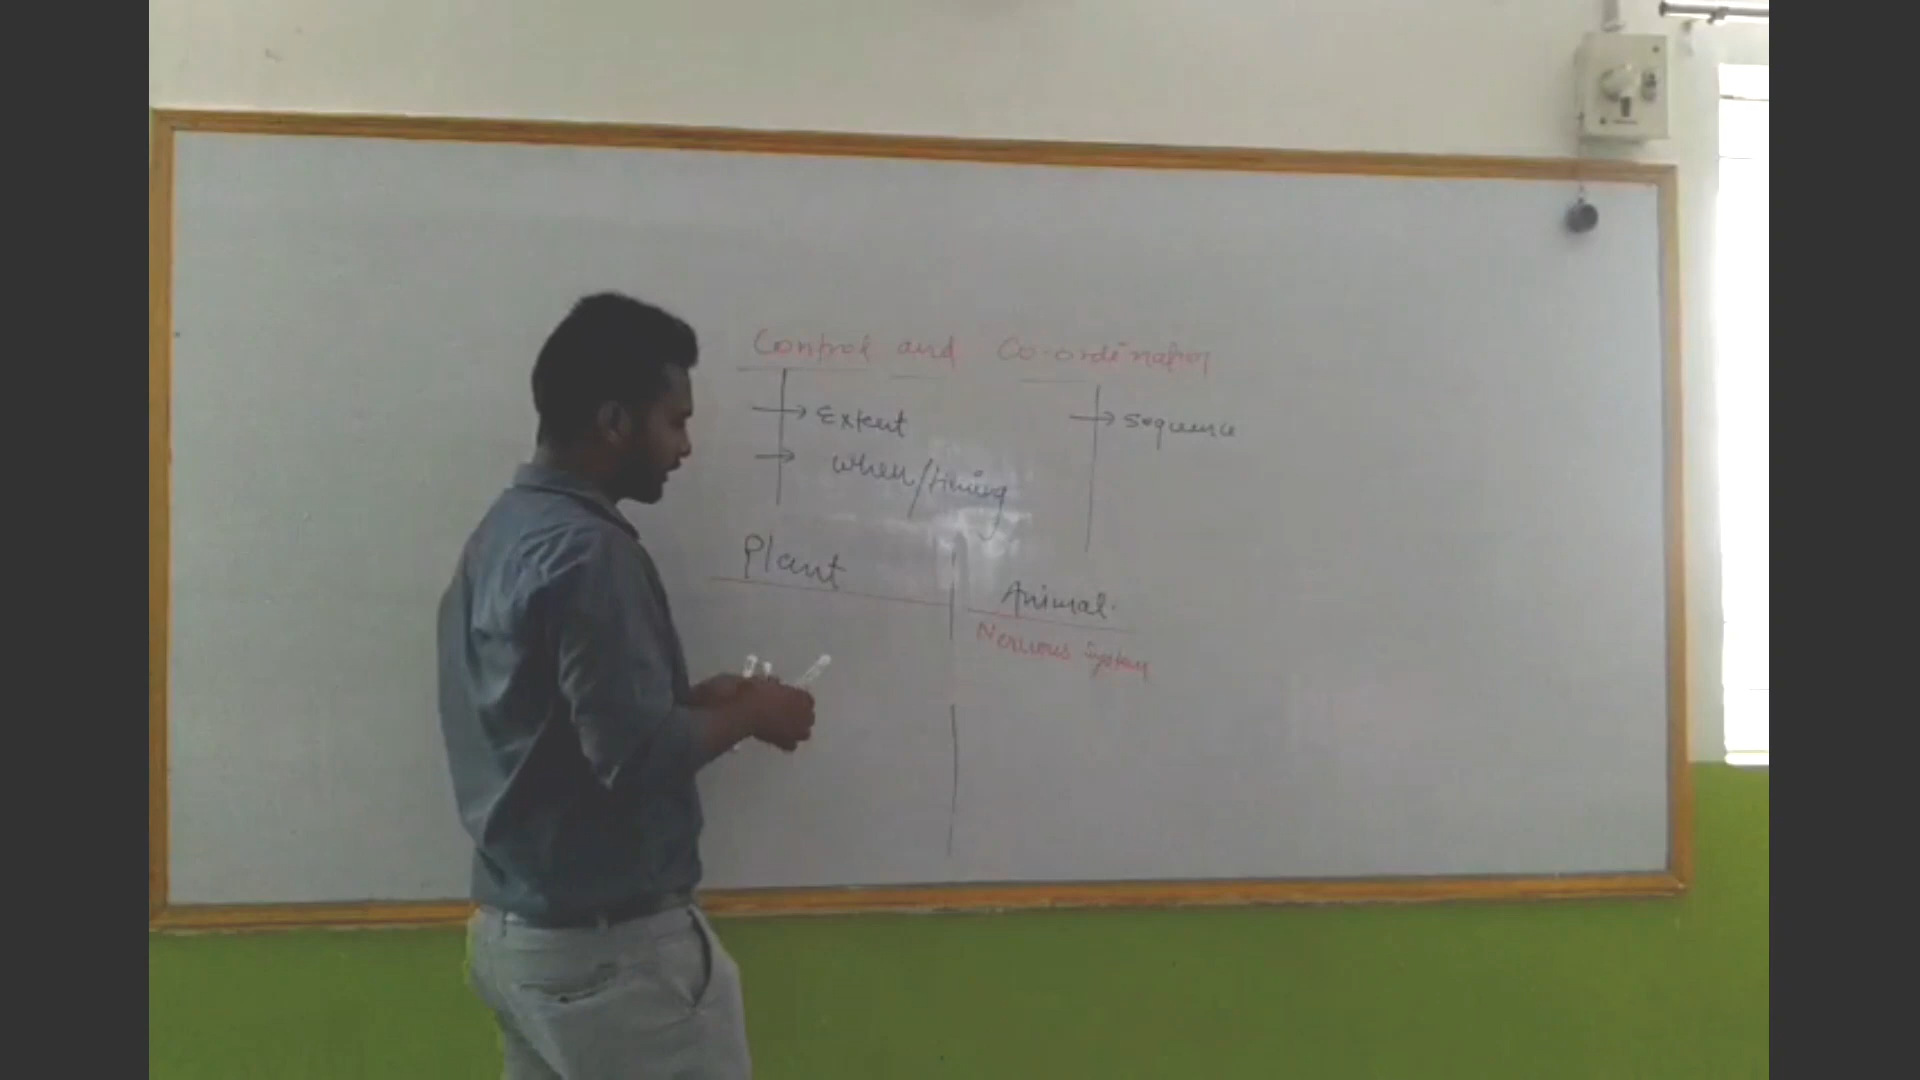 Control and Co-ordination
→ Extent
→ Sequence
→ when/timing
Plant
Animal.
Nervous System